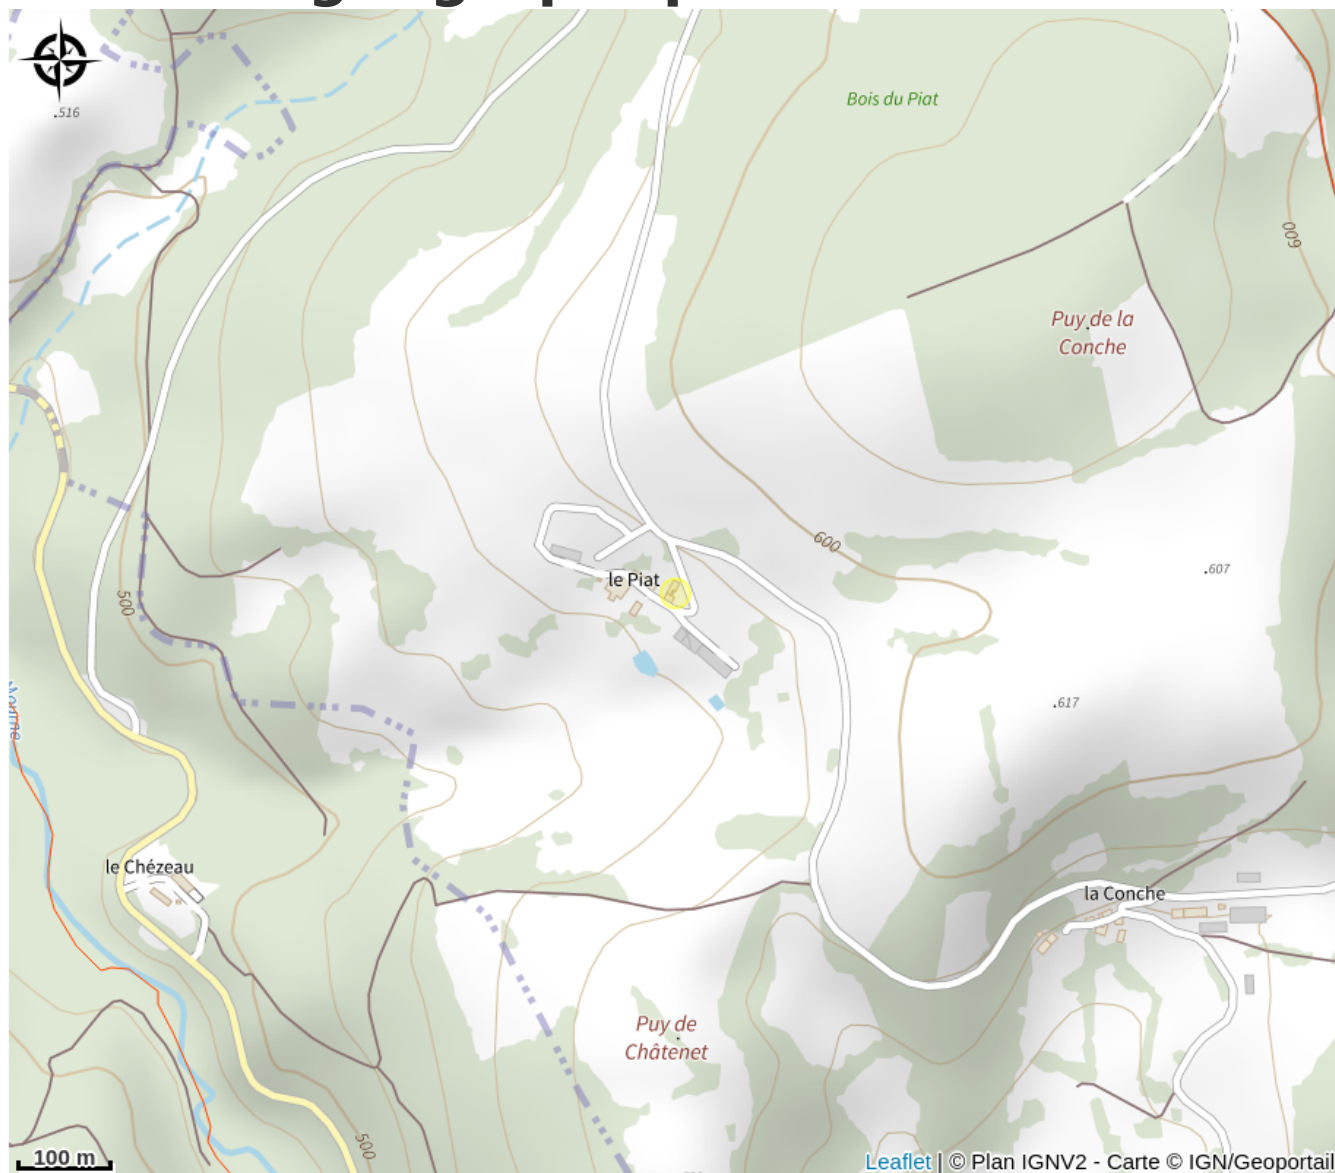 .516
Bois du Piat
600
Puy de la
Conche
600
.607
le Piat
500
.617
le Chézeau
la Conche
Puy de
Châtenet
500
100 m
Leaflet | © Plan IGNV2 - Carte © IGN/Geoportail